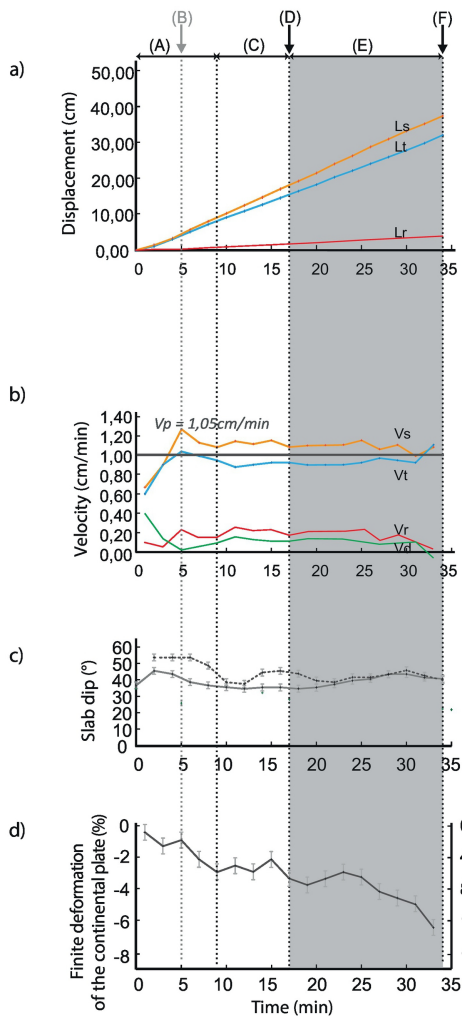 (B) (D) (F)
(A) (C) (E)
a)
50,00
40,00
30,00
20,00
10,00
0,00
Displacement (cm)
Ls
Lt
Lr
0 5 10 15 20 25 30 35
b)
1,40
1,20
1,00
0,80
0,60
0,40
0,20
0,00
Velocity (cm/min)
Vp = 1,05cm/min
Vs
Vt
Vr
Vd
0 5 10 15 20 25 30 35
c)
60
50
40
30
20
10
0
Slab dip (°)
0 5 10 15 20 25 30 35
d)
0
-2
-4
-6
-8
Finite deformation
of the continental plate (%)
0
4
8
0 5 10 15 20 25 30 35
Time (min)